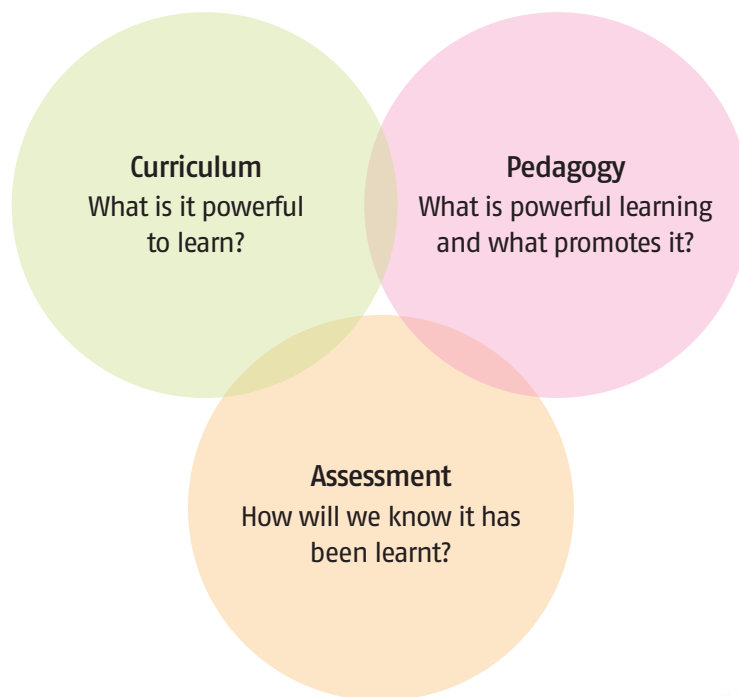 Curriculum
What is it powerful
to learn?
Pedagogy
What is powerful learning
and what promotes it?
Assessment
How will we know it has
been learnt?